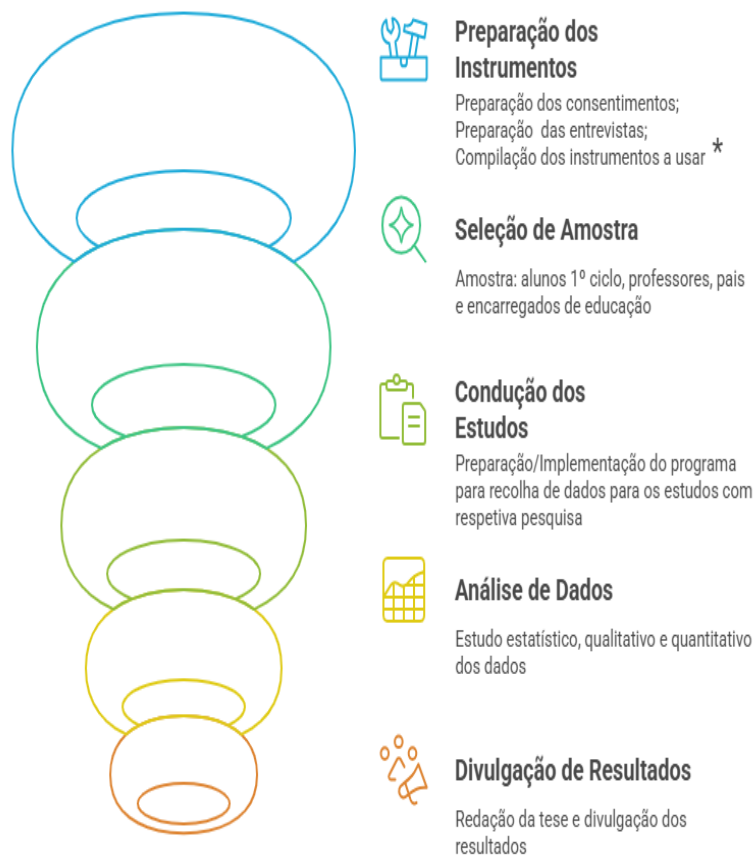 Preparação dos
Instrumentos
Preparação dos consentimentos;
Preparação das entrevistas;
Compilação dos instrumentos a usar *
Seleção de Amostra
Amostra: alunos 1º ciclo, professores, pais
e encarregados de educação
Condução dos
Estudos
Preparação/Implementação do programa
para recolha de dados para os estudos com
respetiva pesquisa
Análise de Dados
Estudo estatístico, qualitativo e quantitativo
dos dados
Divulgação de Resultados
Redação da tese e divulgação dos
resultados